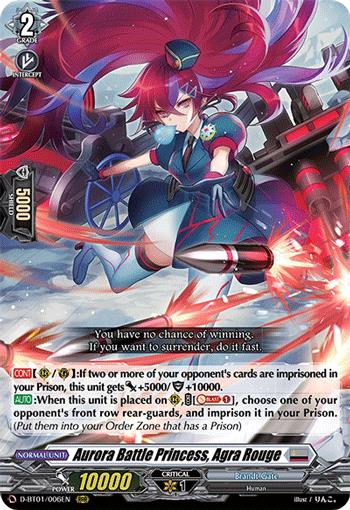 2
GRADE
INTERCEPT
5000
SHIELD
You have no chance of winning.
If you want to surrender, do it fast.
CONT【 / 】:If two or more of your opponent's cards are imprisoned in
your Prison, this unit gets +5000/ +10000.
AUTO:When this unit is placed on , [ BLAST 1], choose one of your
opponent's front row rear-guards, and imprison it in your Prison.
(Put them into your Order Zone that has a Prison)
NORMAL UNIT
Aurora Battle Princess, Agra Rouge
POWER 10000
CRITICAL
1
Brandt Gate
Human
D-BT01/006EN RRR
illust /